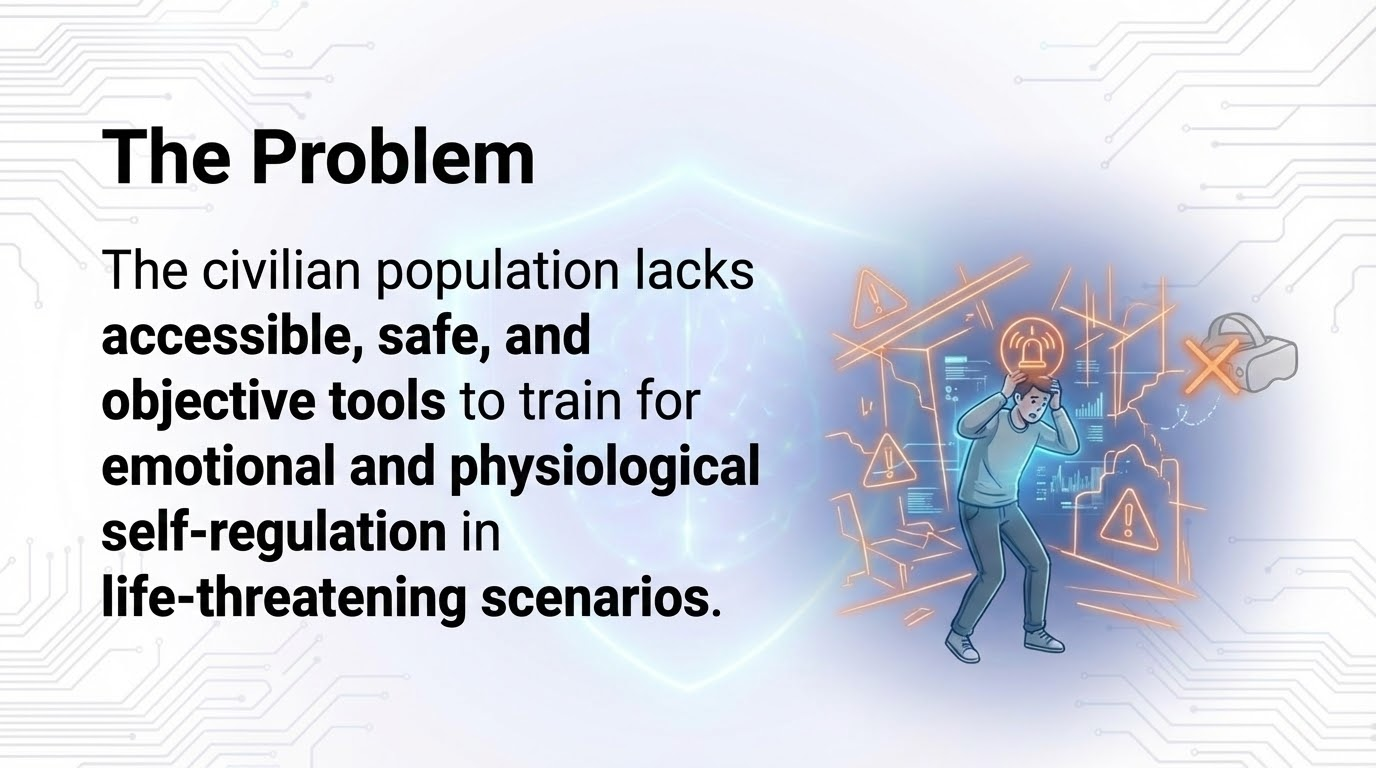 The Problem
The civilian population lacks
accessible, safe, and
objective tools to train for
emotional and physiological
self-regulation in
life-threatening scenarios.